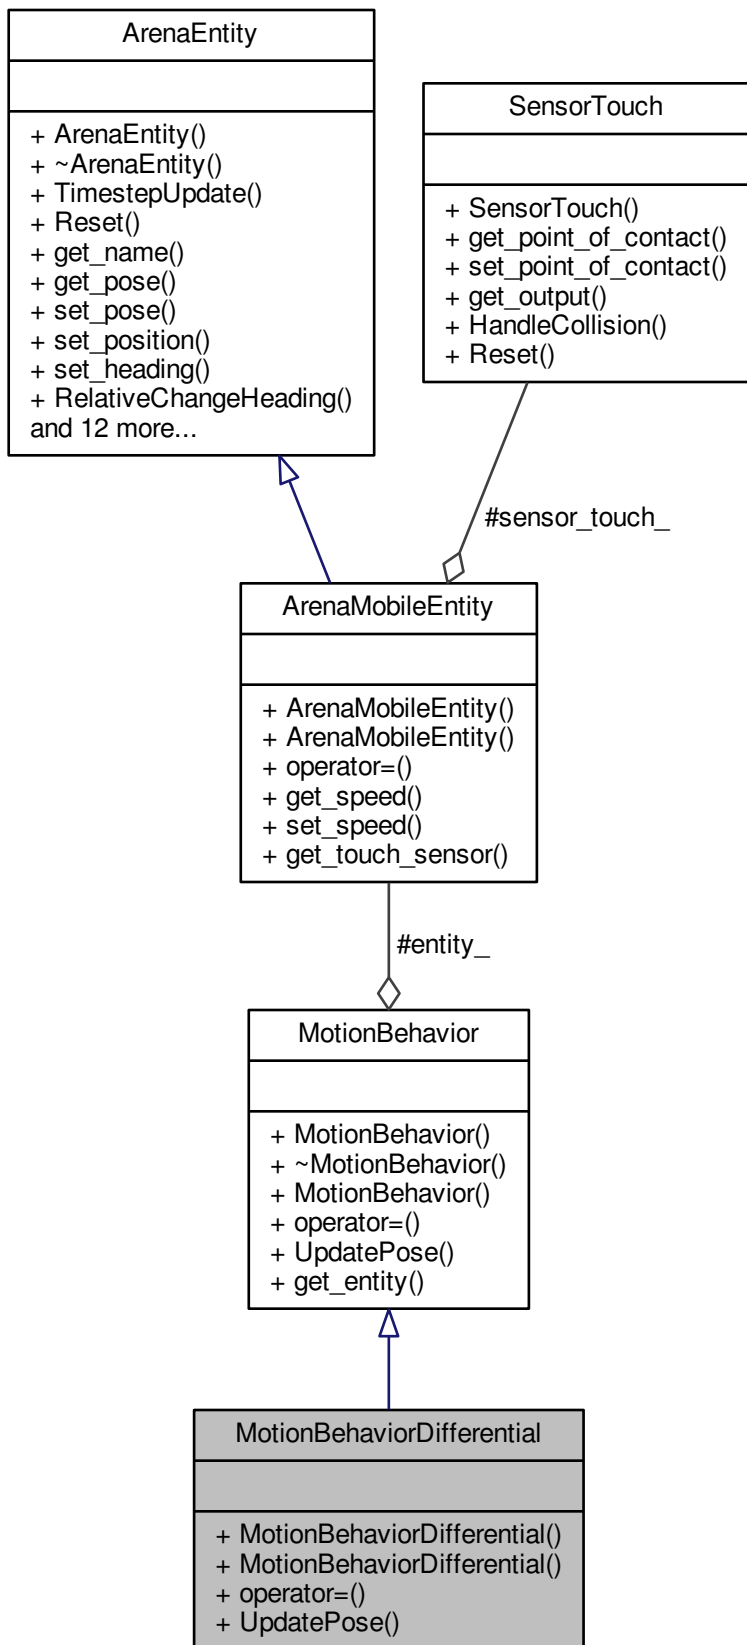 ArenaEntity
+ ArenaEntity()
+ ~ArenaEntity()
+ TimestepUpdate()
+ Reset()
+ get_name()
+ get_pose()
+ set_pose()
+ set_position()
+ set_heading()
+ RelativeChangeHeading()
and 12 more...
SensorTouch
+ SensorTouch()
+ get_point_of_contact()
+ set_point_of_contact()
+ get_output()
+ HandleCollision()
+ Reset()
#sensor_touch_
ArenaMobileEntity
+ ArenaMobileEntity()
+ ArenaMobileEntity()
+ operator=()
+ get_speed()
+ set_speed()
+ get_touch_sensor()
#entity_
MotionBehavior
+ MotionBehavior()
+ ~MotionBehavior()
+ MotionBehavior()
+ operator=()
+ UpdatePose()
+ get_entity()
MotionBehaviorDifferential
+ MotionBehaviorDifferential()
+ MotionBehaviorDifferential()
+ operator=()
+ UpdatePose()